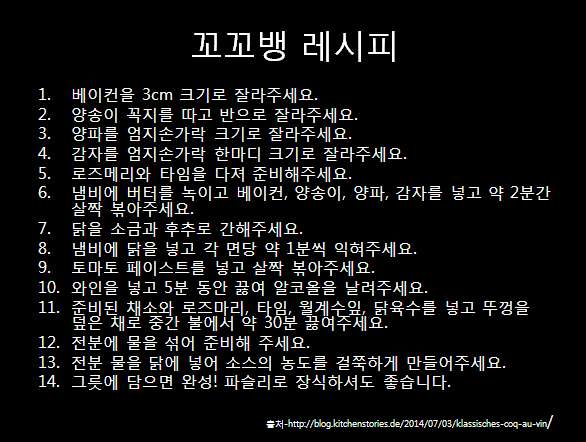 꼬꼬뱅 레시피
1. 베이컨을 3cm 크기로 잘라주세요.
2. 양송이 꼭지를 따고 반으로 잘라주세요.
3. 양파를 엄지손가락 크기로 잘라주세요.
4. 감자를 엄지손가락 한마디 크기로 잘라주세요.
5. 로즈메리와 타임을 다져 준비해주세요.
6. 냄비에 버터를 녹이고 베이컨, 양송이, 양파, 감자를 넣고 약 2분간
살짝 볶아주세요.
7. 닭을 소금과 후추로 간해주세요.
8. 냄비에 닭을 넣고 각 면당 약 1분씩 익혀주세요.
9. 토마토 페이스트를 넣고 살짝 볶아주세요.
10. 와인을 넣고 5분 동안 끓여 알코올을 날려주세요.
11. 준비된 채소와 로즈마리, 타임, 월계수잎, 닭육수를 넣고 뚜껑을
덮은 채로 중간 불에서 약 30분 끓여주세요.
12. 전분에 물을 섞어 준비해 주세요.
13. 전분 물을 닭에 넣어 소스의 농도를 걸쭉하게 만들어주세요.
14. 그릇에 담으면 완성! 파슬리로 장식하셔도 좋습니다.
출처-http://blog.kitchenstories.de/2014/07/03/klassisches-coq-au-vin/